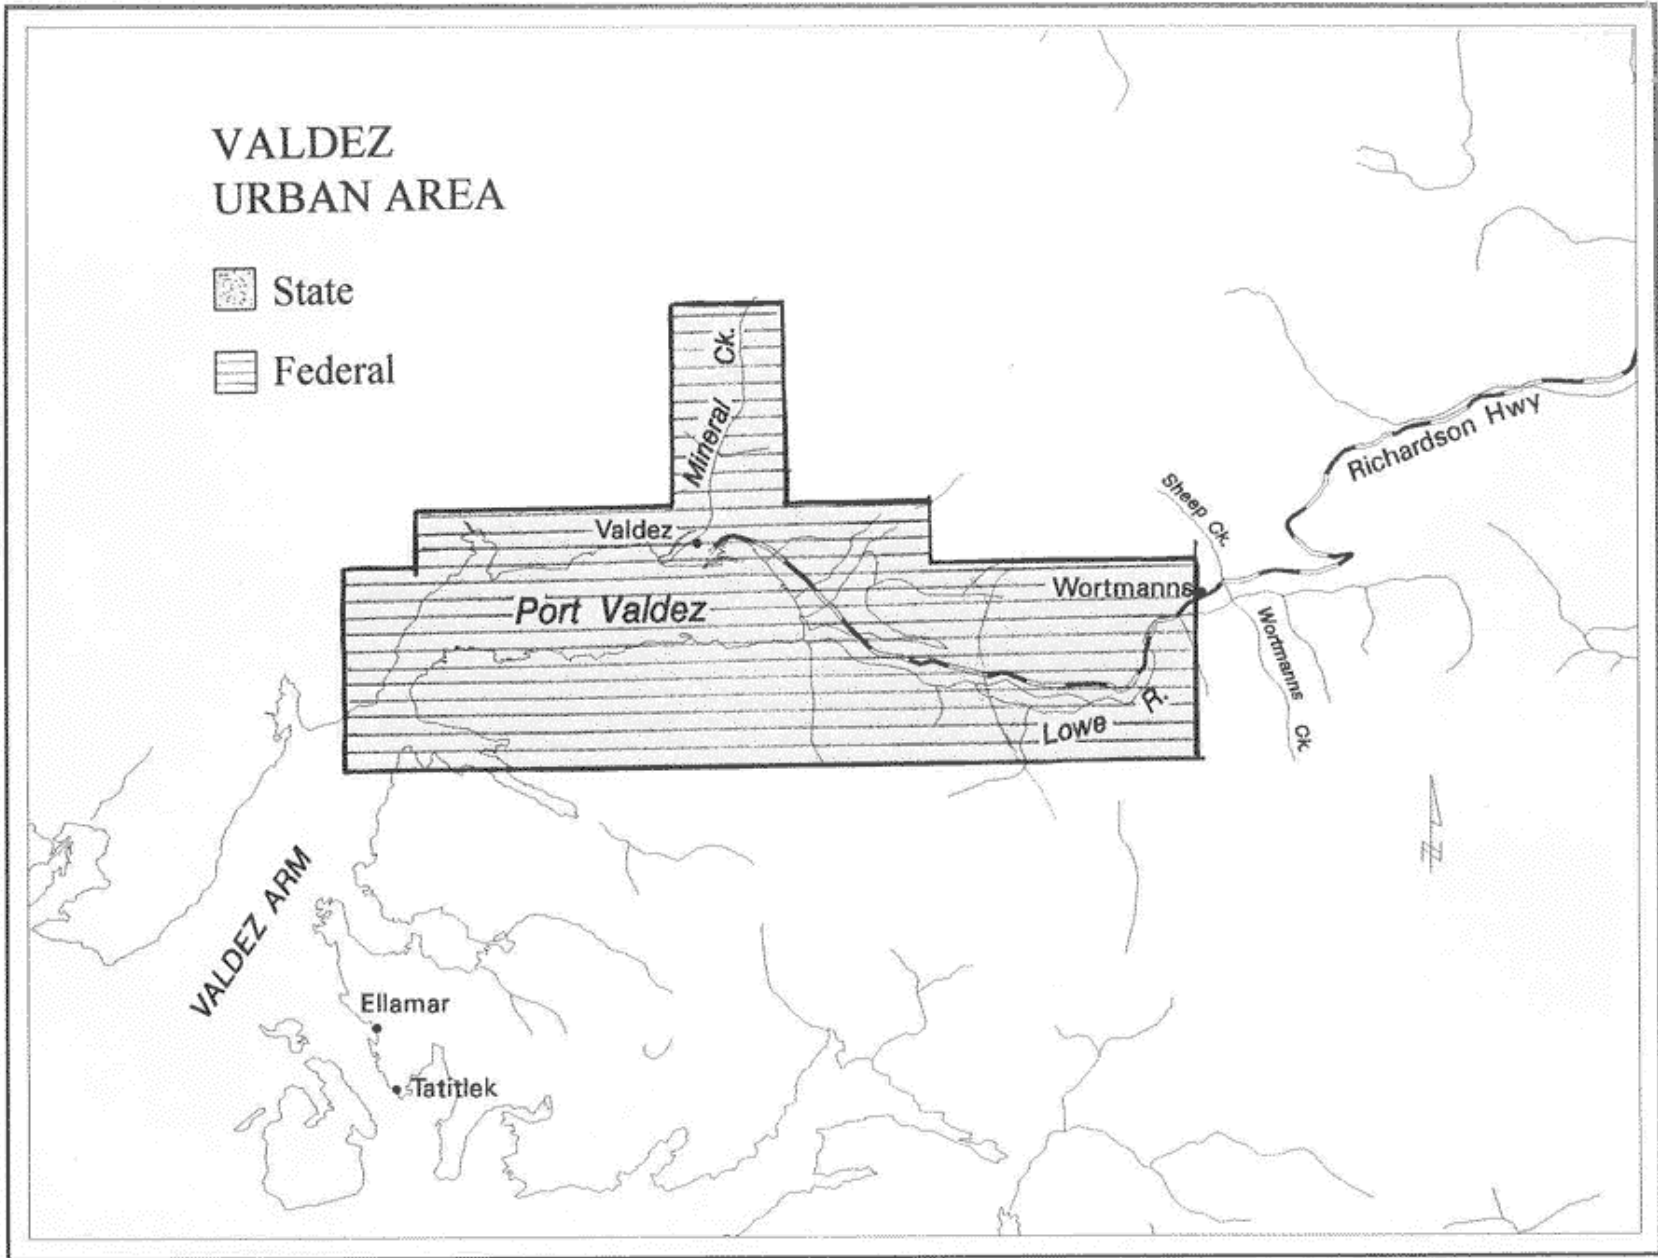 VALDEZ
URBAN AREA
State
Federal
Mineral Ck.
Richardson Hwy
Sheep Ck.
Valdez
Wortmanns
Port Valdez
Wortmanns Ck.
Lowe R.
VALDEZ ARM
Ellamar
Tatitlek